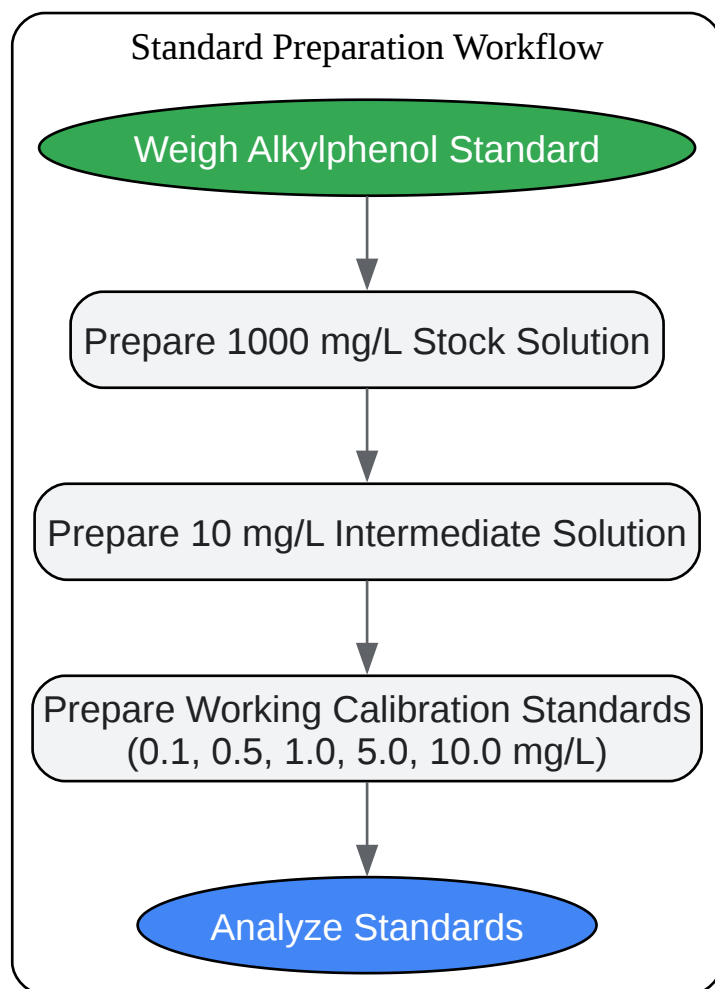 Standard Preparation Workflow
Weigh Alkylphenol Standard
Prepare 1000 mg/L Stock Solution
Prepare 10 mg/L Intermediate Solution
Prepare Working Calibration Standards
(0.1, 0.5, 1.0, 5.0, 10.0 mg/L)
Analyze Standards